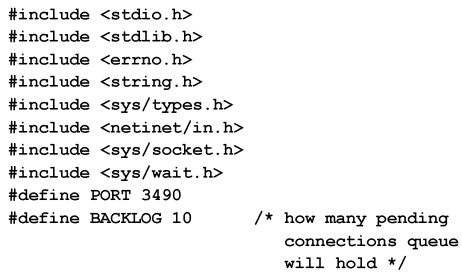 #include <stdio.h>
#include <stdlib.h>
#include <errno.h>
#include <string.h>
#include <sys/types.h>
#include <netinet/in.h>
#include <sys/socket.h>
#include <sys/wait.h>
#define PORT 3490
#define BACKLOG 10 /* how many pending
connections queue
will hold */